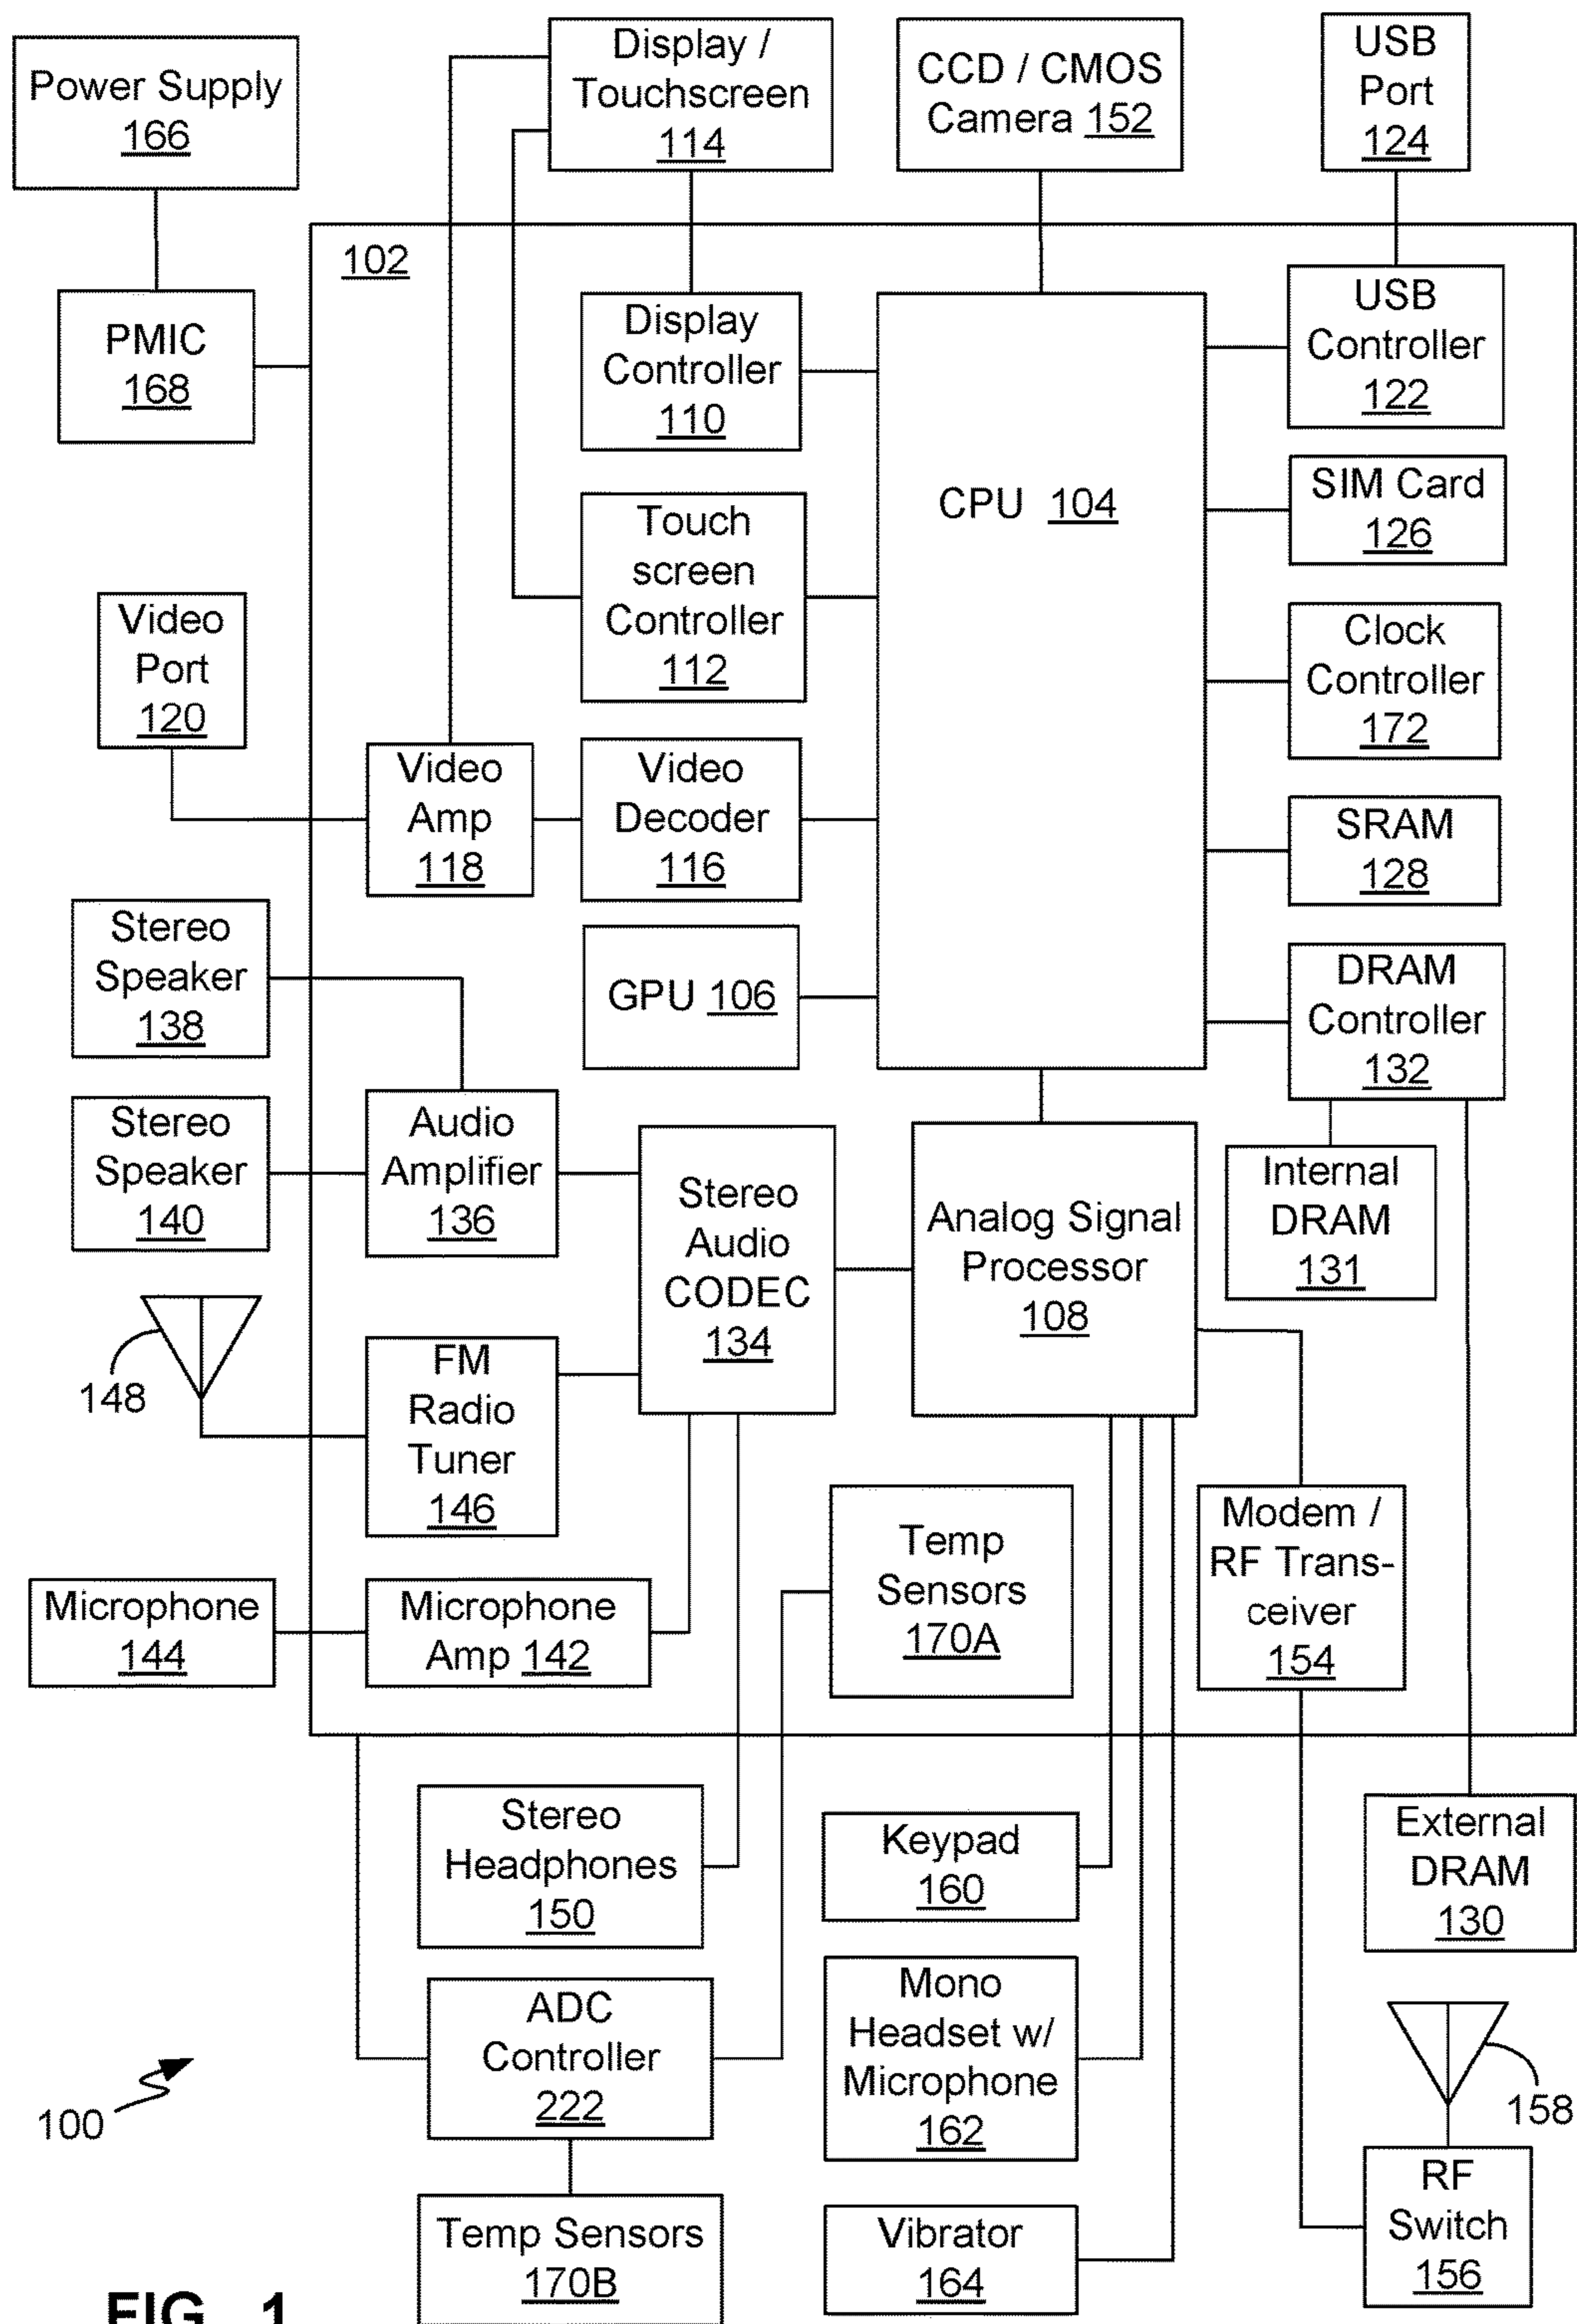 Power Supply
166
Display /
Touchscreen
114
CCD / CMOS
Camera 152
USB
Port
124
102
PMIC
168
Display
Controller
110
CPU 104
USB
Controller
122
SIM Card
126
Touch
screen
Controller
112
Clock
Controller
172
Video
Port
120
Video
Amp
118
Video
Decoder
116
SRAM
128
Stereo
Speaker
138
GPU 106
DRAM
Controller
132
Stereo
Speaker
140
Audio
Amplifier
136
Stereo
Audio
CODEC
134
Analog Signal
Processor
108
Internal
DRAM
131
148
FM
Radio
Tuner
146
Temp
Sensors
170A
Modem /
RF Trans-
ceiver
154
Microphone
144
Microphone
Amp 142
Stereo
Headphones
150
Keypad
160
External
DRAM
130
ADC
Controller
222
Mono
Headset w/
Microphone
162
100
158
Temp Sensors
170B
Vibrator
164
RF
Switch
156
FIG. 1